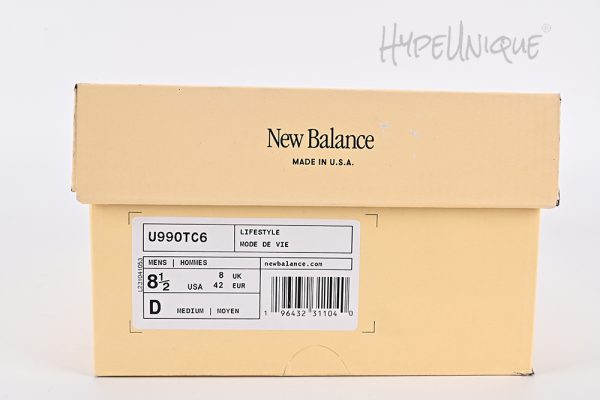 HYPEUNIQUE®
New Balance
MADE IN U.S.A.
U990TC6
LIFESTYLE
MODE DE VIE
MENS | HOMMES
newbalance.com
8½ USA
8 UK
42 EUR
D MEDIUM | MOYEN
1 96432 31104 0